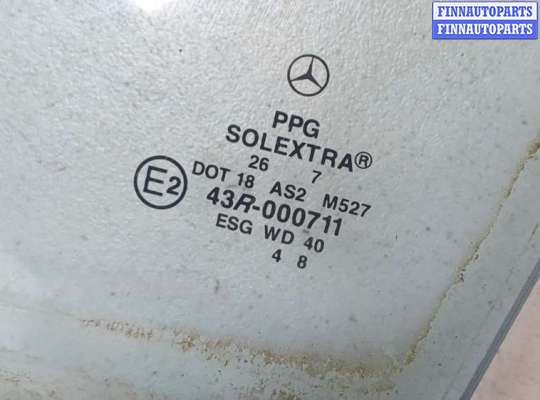 FINNAUTOPARTS
FINNAUTOPARTS
PPG
SOLEXTRA®
26 7
E2
DOT 18 AS2 M527
43R-000711
ESG WD 40
4 8